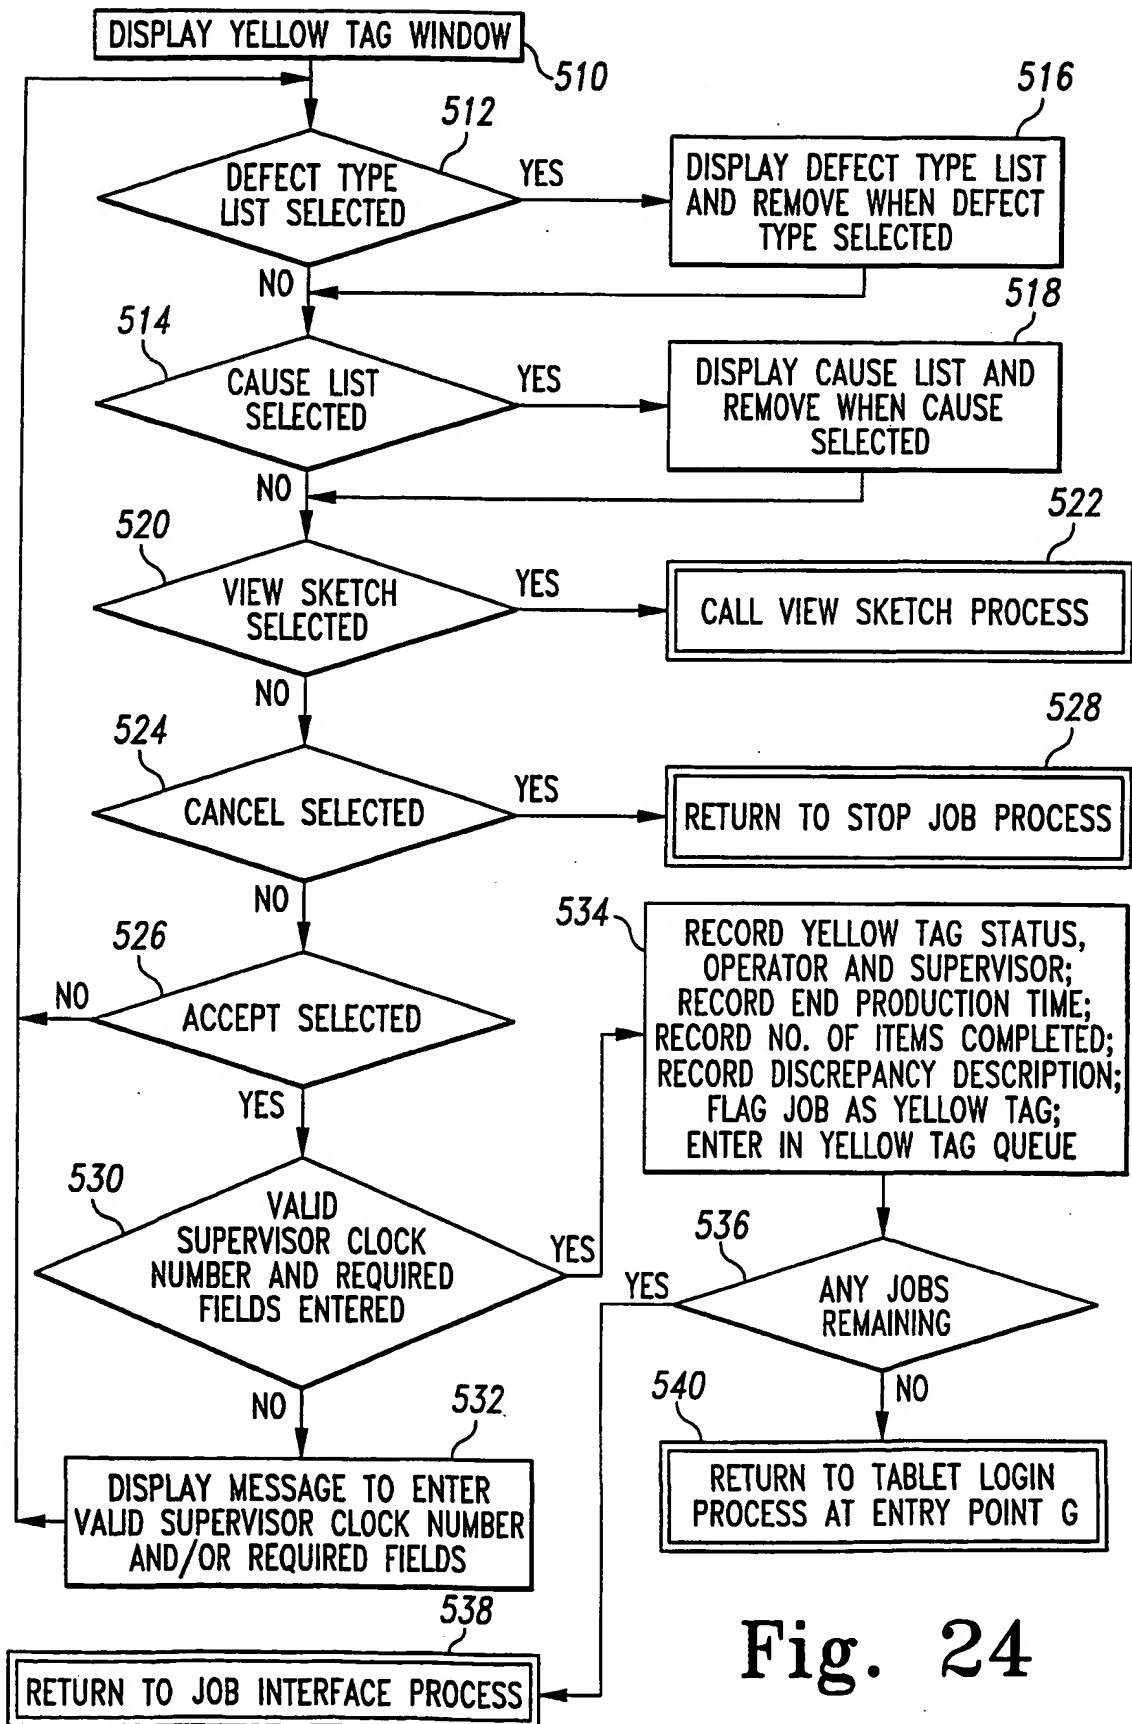 DISPLAY YELLOW TAG WINDOW
510
512
516
DEFECT TYPE
LIST SELECTED
YES
DISPLAY DEFECT TYPE LIST
AND REMOVE WHEN DEFECT
TYPE SELECTED
NO
514
518
CAUSE LIST
SELECTED
YES
DISPLAY CAUSE LIST AND
REMOVE WHEN CAUSE
SELECTED
NO
520
522
VIEW SKETCH
SELECTED
YES
CALL VIEW SKETCH PROCESS
NO
524
528
CANCEL SELECTED
YES
RETURN TO STOP JOB PROCESS
NO
526
534
ACCEPT SELECTED
NO
YES
RECORD YELLOW TAG STATUS,
OPERATOR AND SUPERVISOR;
RECORD END PRODUCTION TIME;
RECORD NO. OF ITEMS COMPLETED;
RECORD DISCREPANCY DESCRIPTION;
FLAG JOB AS YELLOW TAG;
ENTER IN YELLOW TAG QUEUE
530
VALID
SUPERVISOR CLOCK
NUMBER AND REQUIRED
FIELDS ENTERED
YES
536
YES
ANY JOBS
REMAINING
NO
NO
532
540
DISPLAY MESSAGE TO ENTER
VALID SUPERVISOR CLOCK NUMBER
AND/OR REQUIRED FIELDS
RETURN TO TABLET LOGIN
PROCESS AT ENTRY POINT G
538
RETURN TO JOB INTERFACE PROCESS
Fig. 24